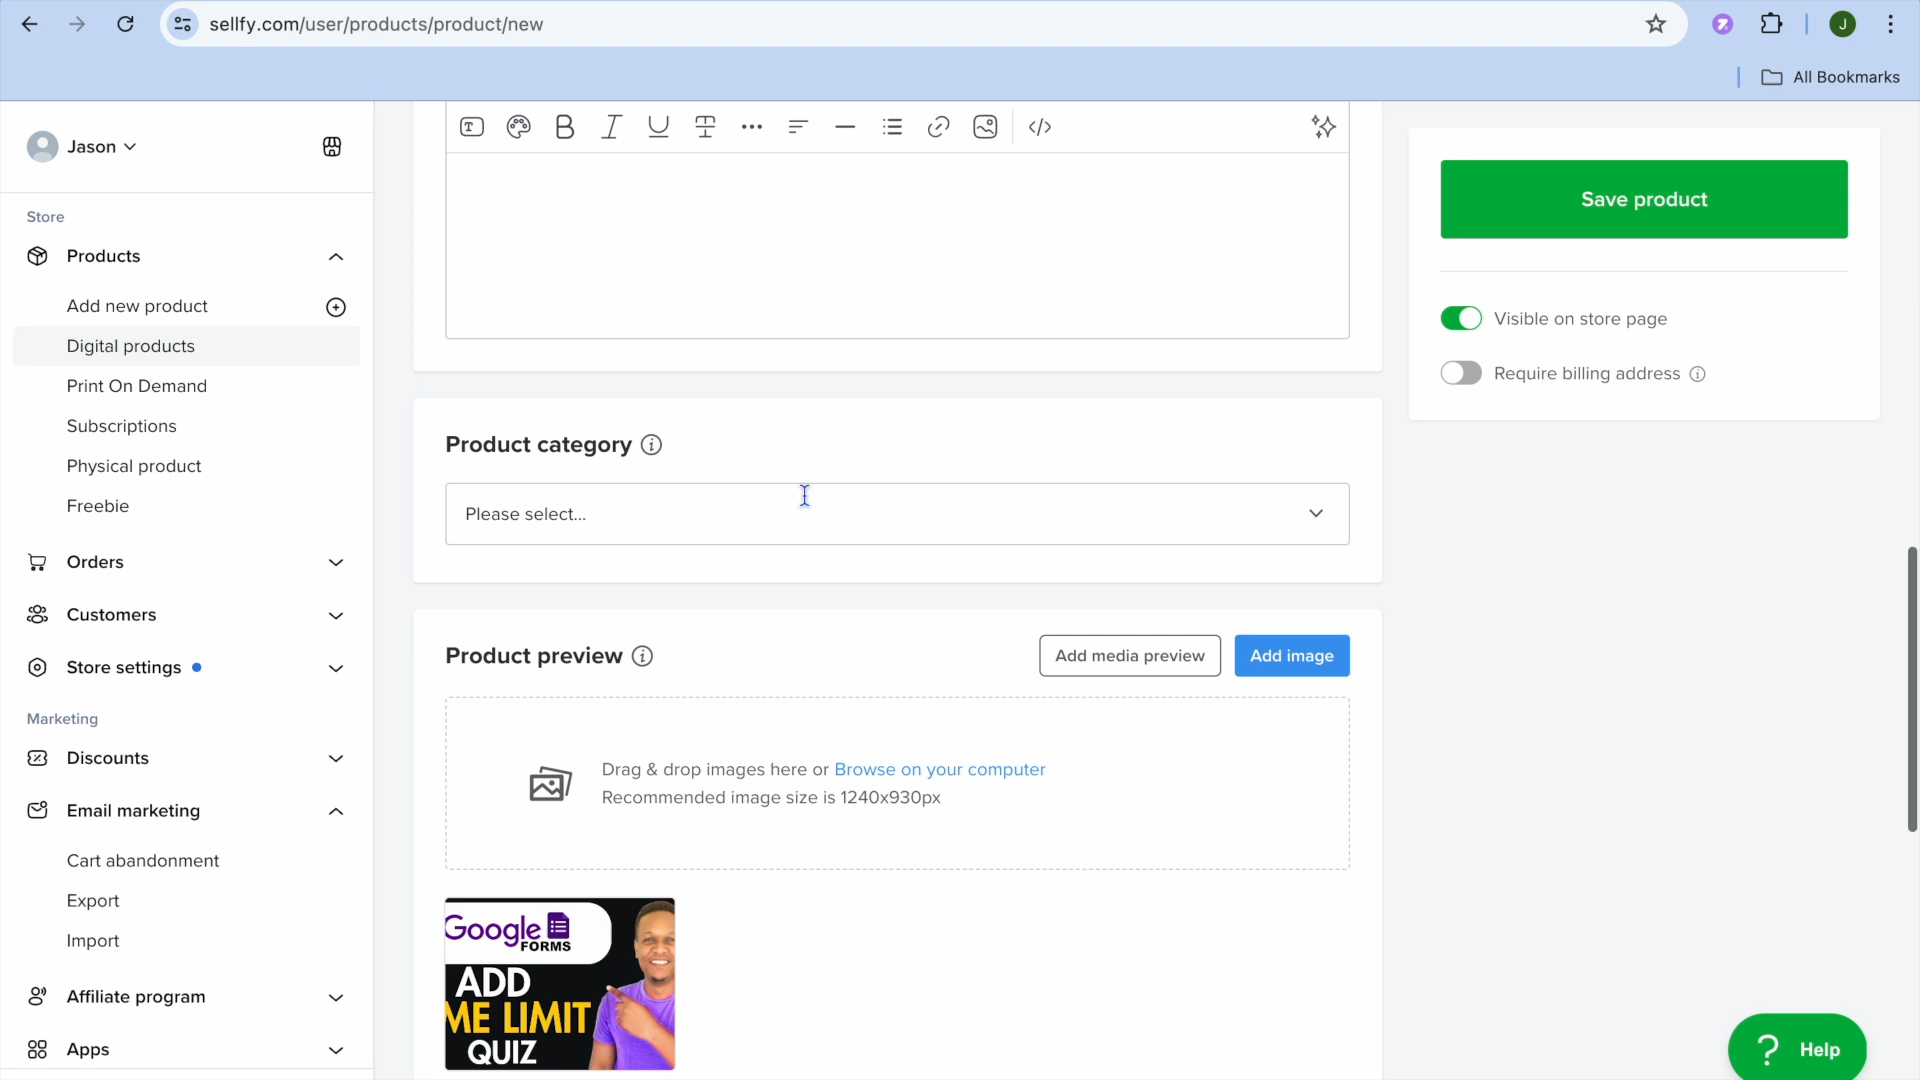 sellfy.com/user/products/product/new
J
All Bookmarks
Jason
Store
Products
Add new product
Digital products
Print On Demand
Subscriptions
Physical product
Freebie
Orders
Customers
Store settings
Marketing
Discounts
Email marketing
Cart abandonment
Export
Import
Affiliate program
Apps
Product category
Please select...
Product preview
Add media preview
Add image
Drag & drop images here or Browse on your computer
Recommended image size is 1240x930px
Google
FORMS
ADD
ME LIMIT
QUIZ
Save product
Visible on store page
Require billing address
? Help